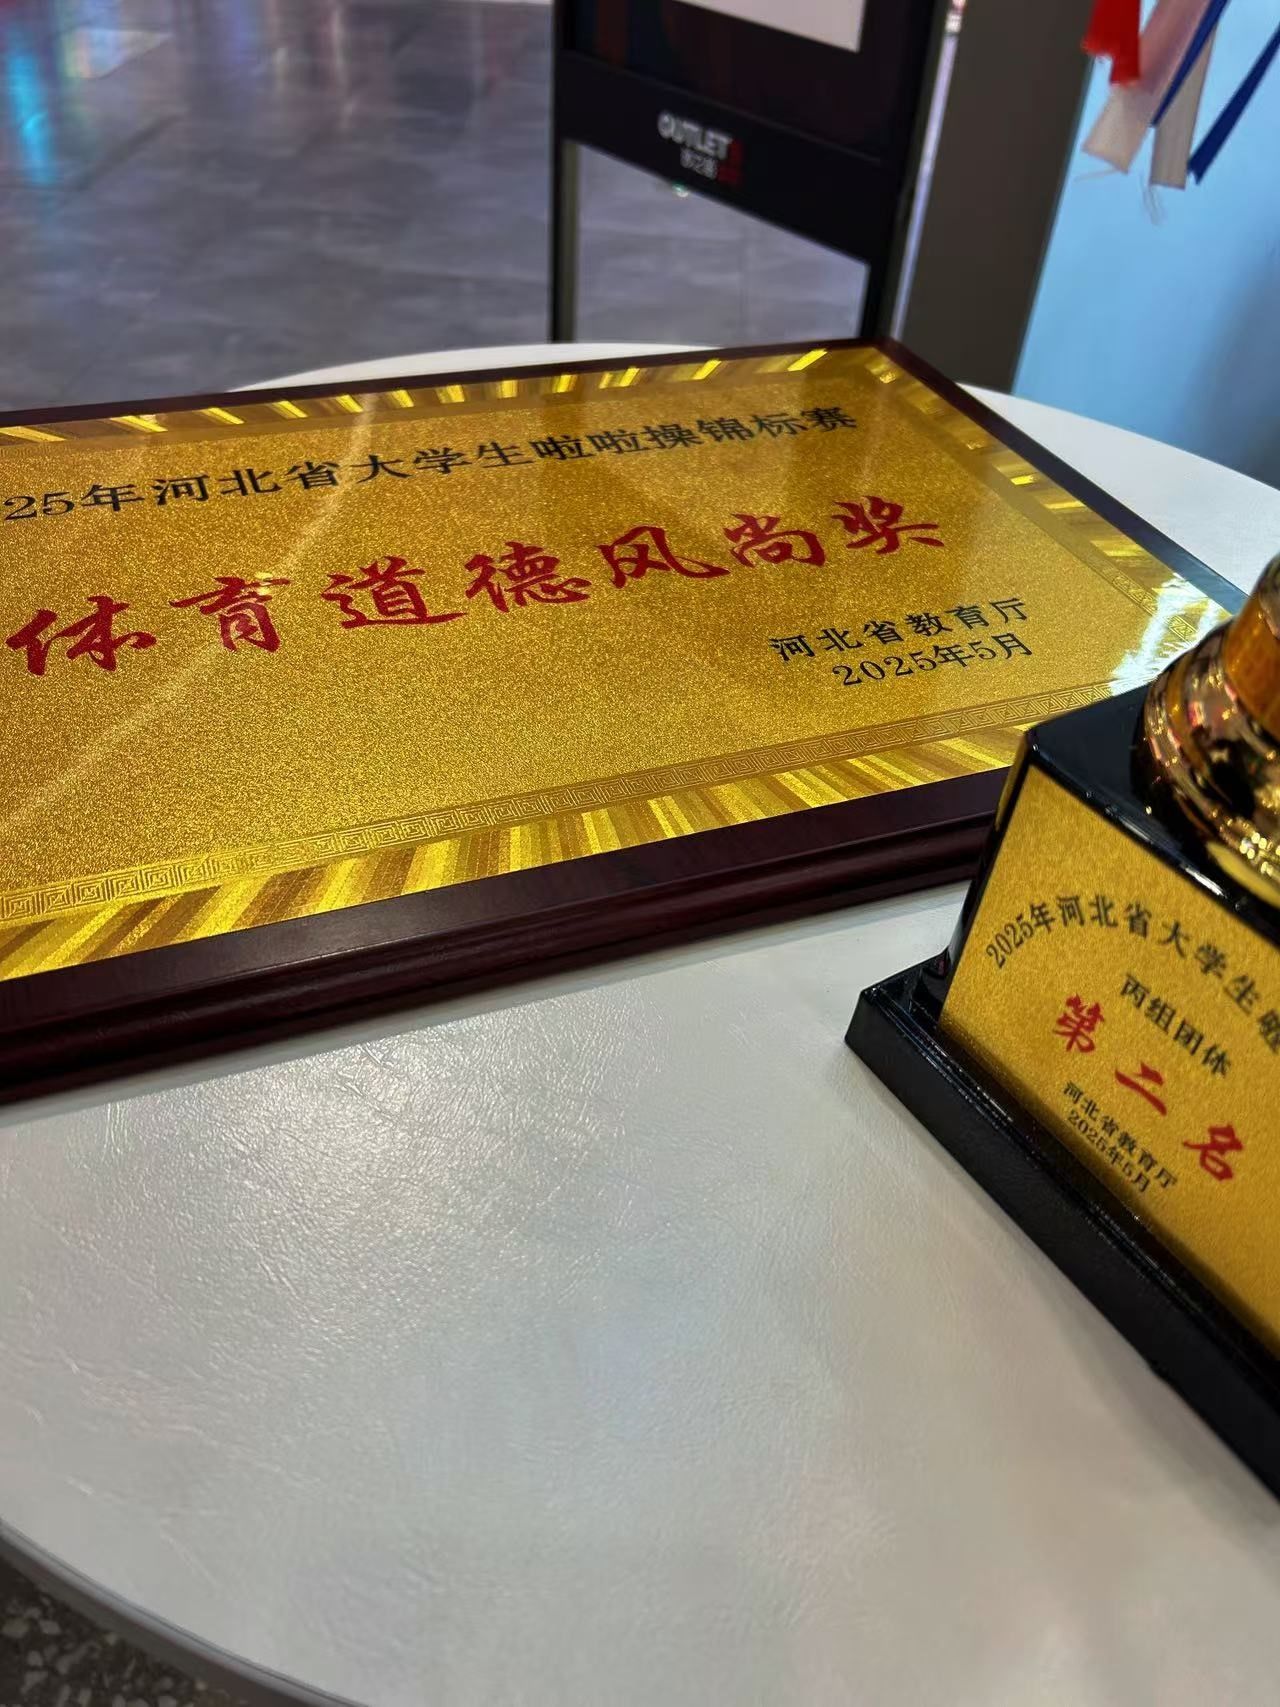 OUTLET
25年河北省大学生啦啦操锦标赛
体育道德风尚奖
河北省教育厅
2025年5月
2025年河北省大学生啦
丙组团体
第二名
河北省教育厅
2025年5月